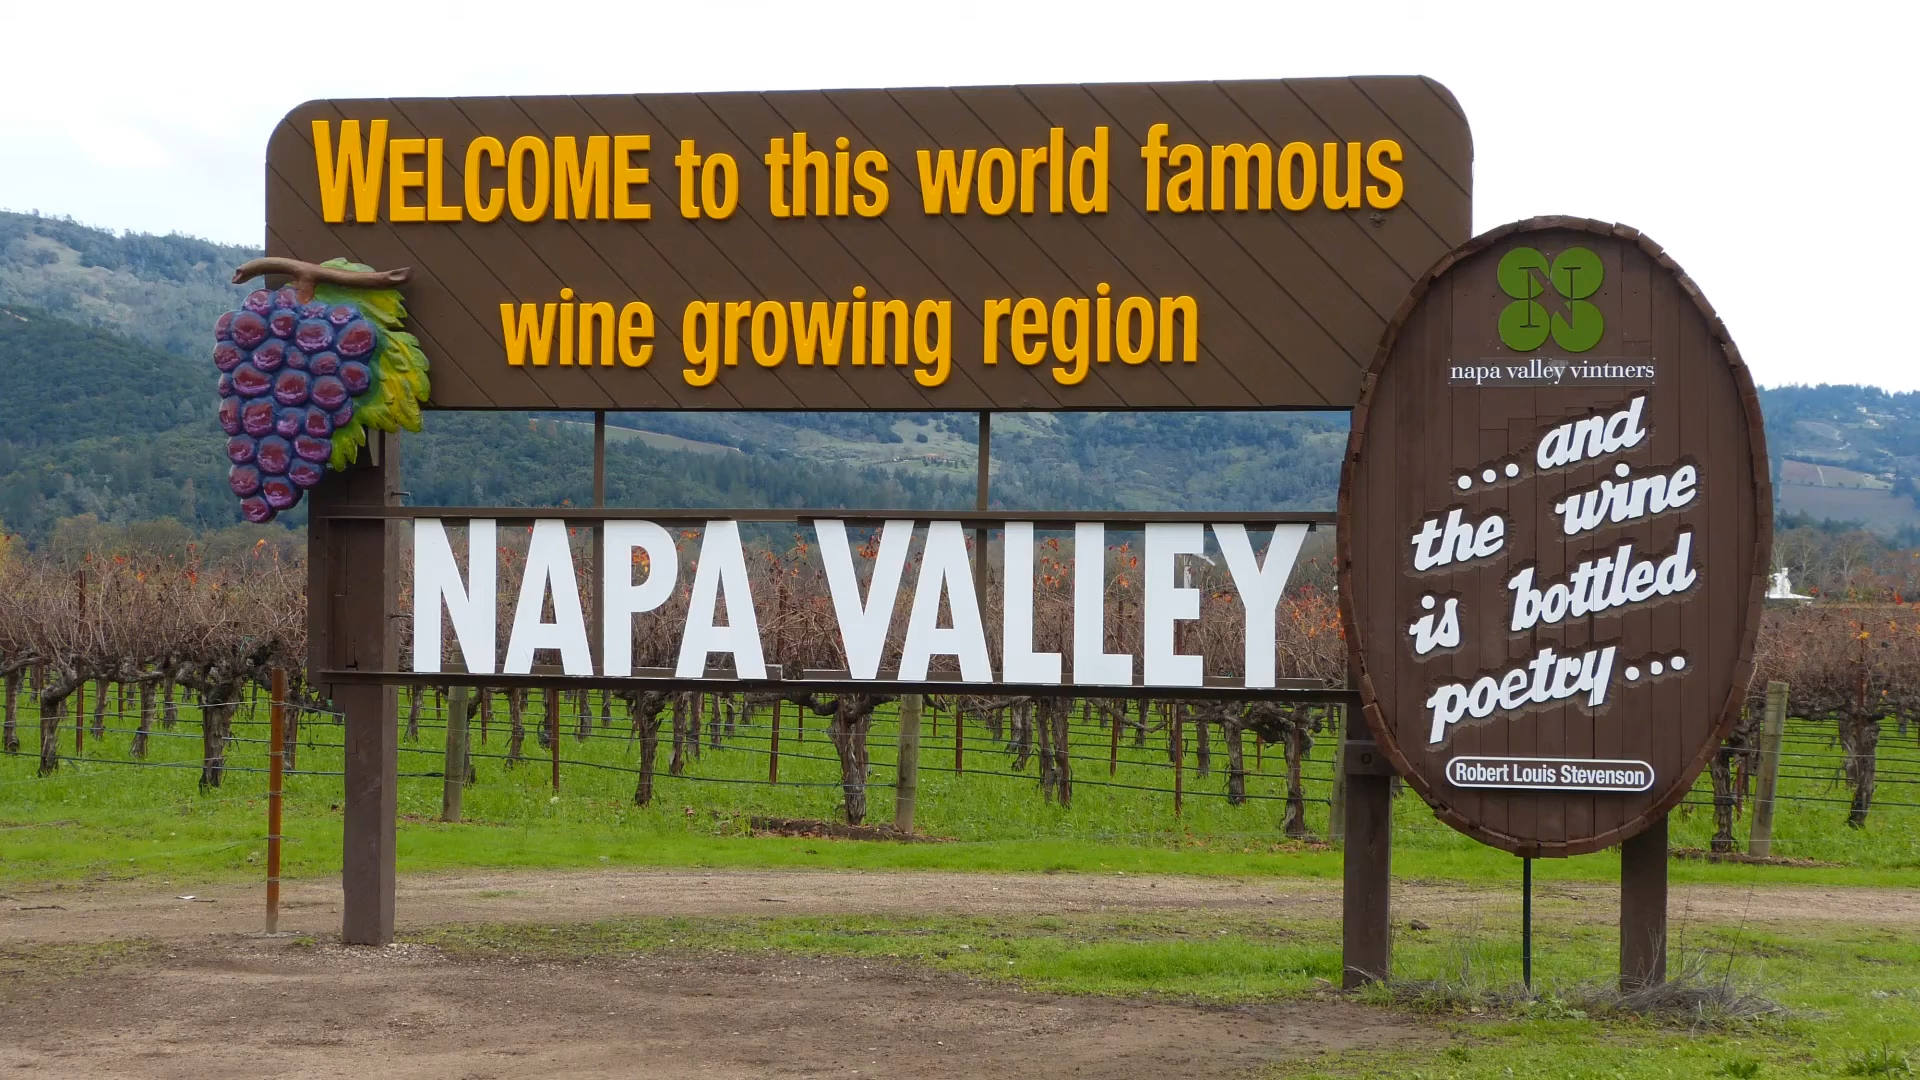 WELCOME to this world famous
wine growing region
NAPA VALLEY
N
napa valley vintners
... and
the wine
is bottled
poetry...
Robert Louis Stevenson